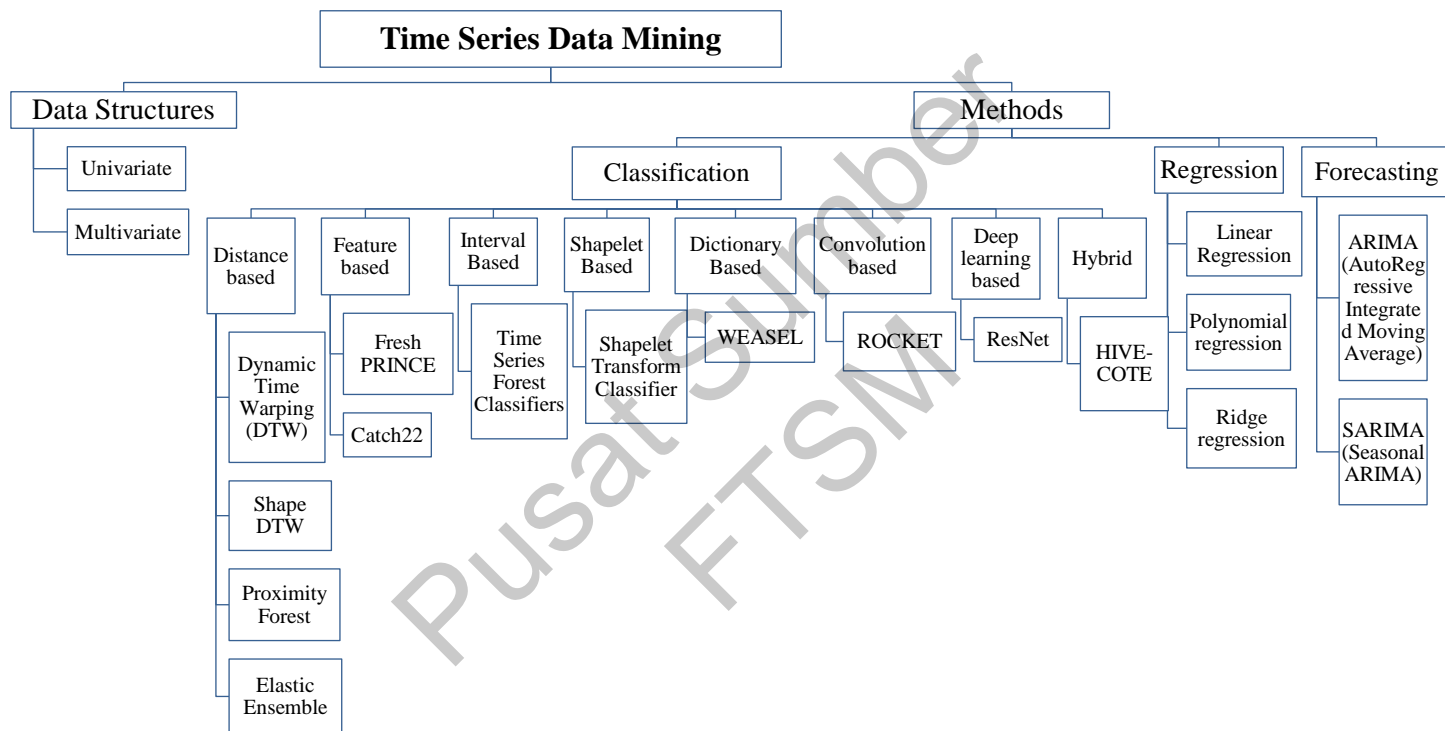 Time Series Data Mining
Data Structures
Univariate
Multivariate
Methods
Classification
Distance
based
Dynamic
Time
Warping
(DTW)
Shape
DTW
Proximity
Forest
Elastic
Ensemble
Feature
based
Fresh
PRINCE
Catch22
Interval
Based
Time
Series
Forest
Classifiers
Shapelet
Based
Shapelet
Transform
Classifier
Dictionary
Based
WEASEL
Convolution
based
ROCKET
Deep
learning
based
ResNet
Hybrid
HIVE-
COTE
Regression
Linear
Regression
Polynomial
regression
Ridge
regression
Forecasting
ARIMA
(AutoReg
ressive
Integrate
d Moving
Average)
SARIMA
(Seasonal
ARIMA)
Pusat Sumber
FTSM